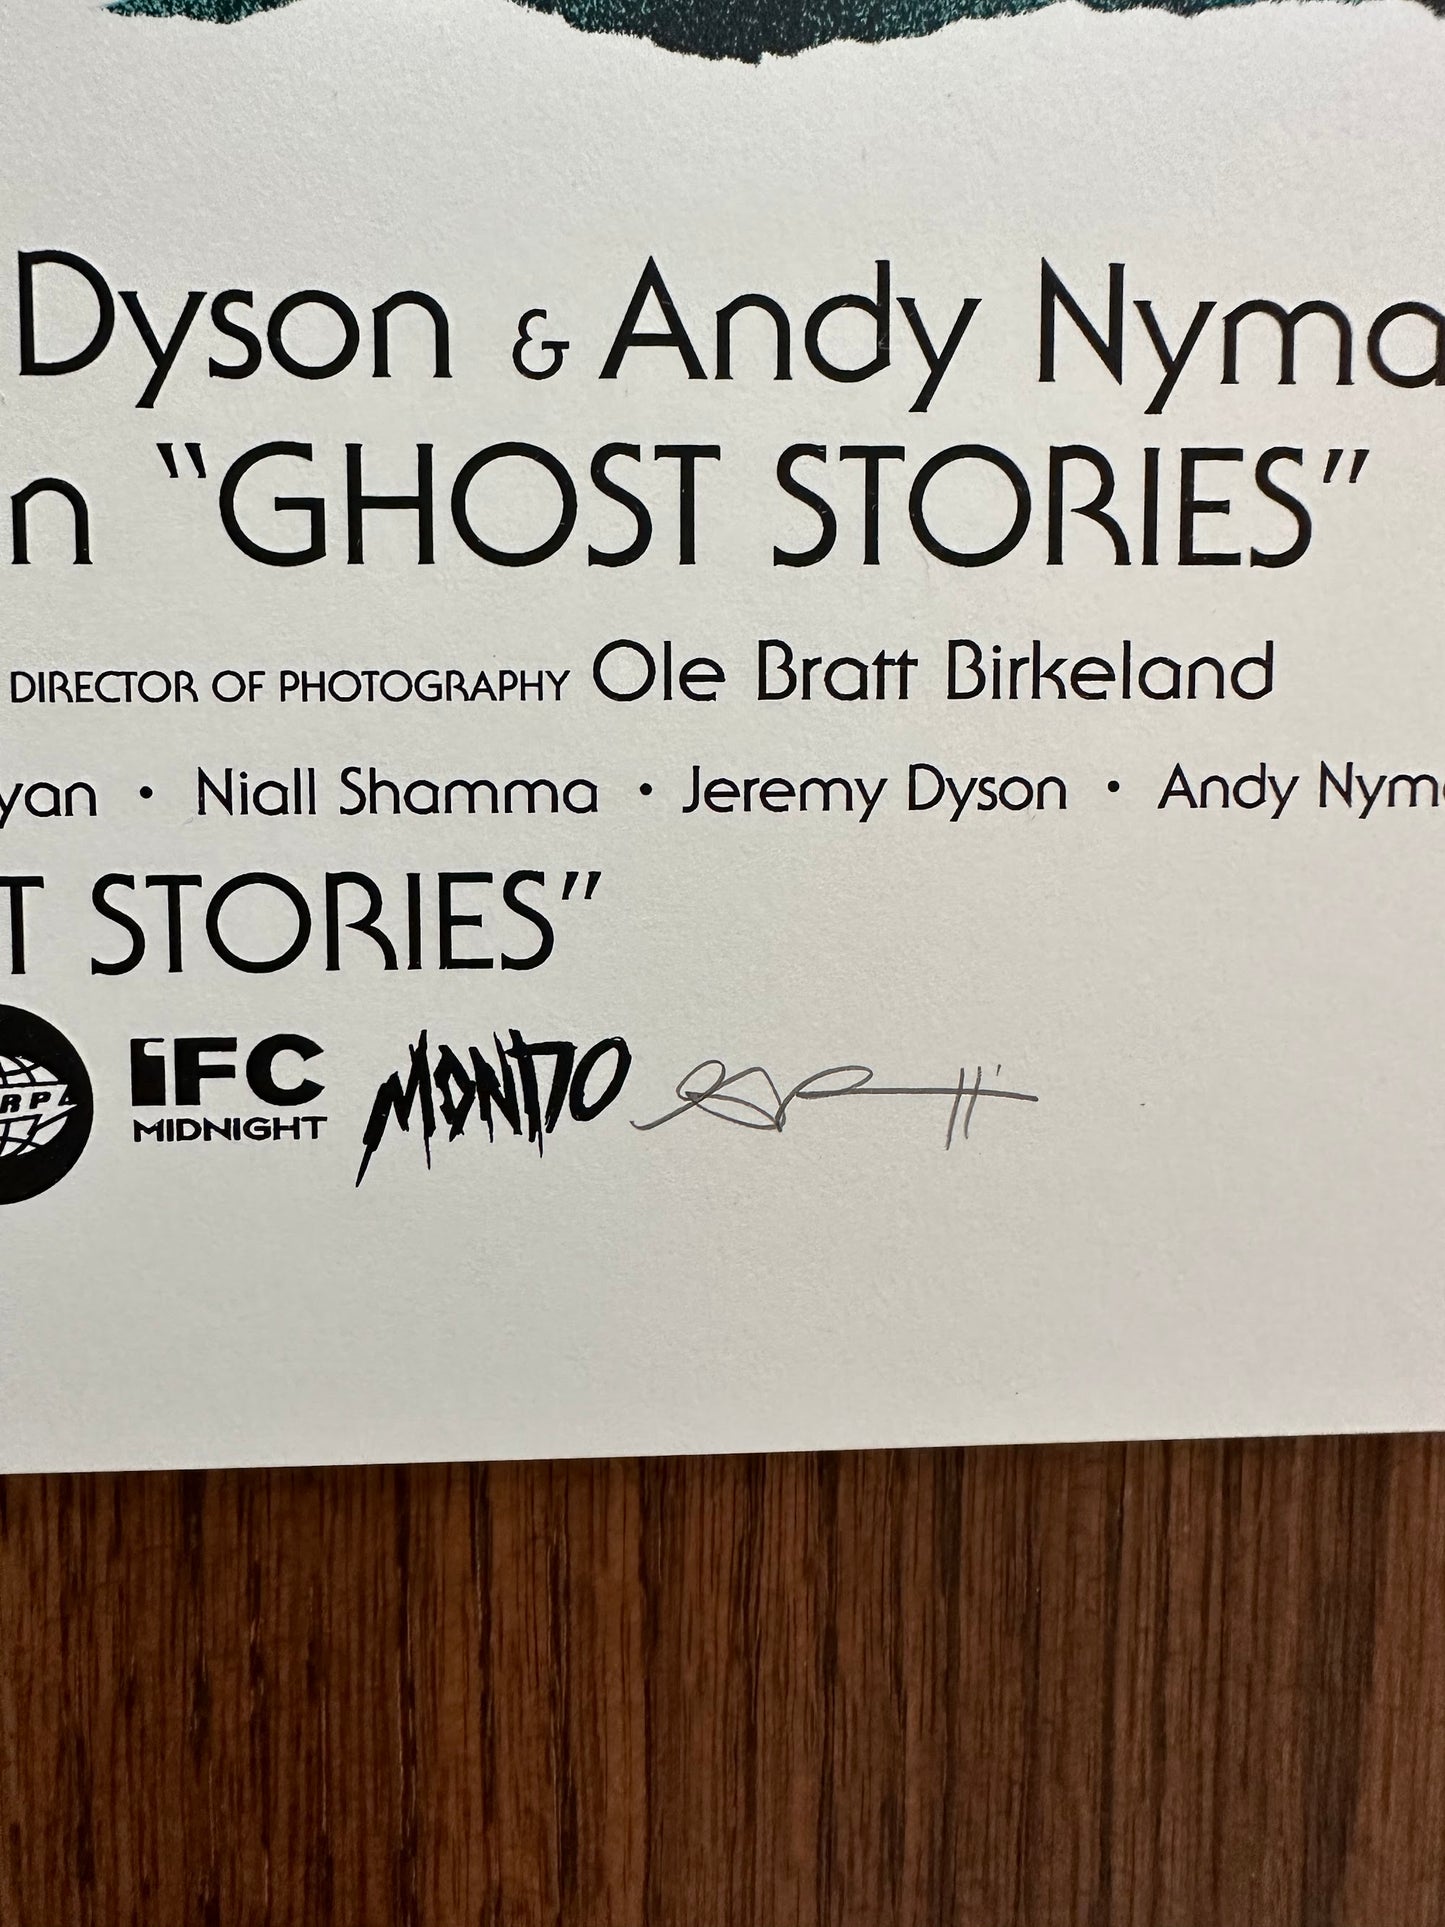 Dyson & Andy Nyma
n "GHOST STORIES"
DIRECTOR OF PHOTOGRAPHY Ole Bratt Birkeland
yan • Niall Shamma • Jeremy Dyson • Andy Nym
T STORIES"
RP IFC MIDNIGHT MONDO